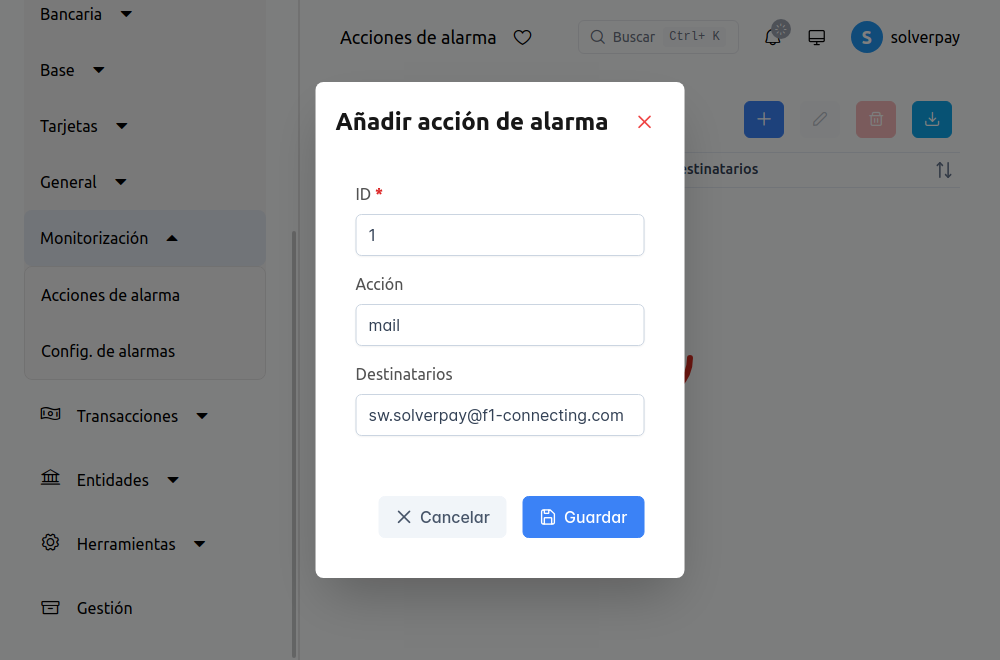 Bancaria
Base
Tarjetas
General
Monitorización
Acciones de alarma
Config. de alarmas
Transacciones
Entidades
Herramientas
Gestión
Acciones de alarma
Buscar Ctrl+ K
S solverpay
estinatarios
Añadir acción de alarma
ID *
1
Acción
mail
Destinatarios
sw.solverpay@f1-connecting.com
Cancelar
Guardar